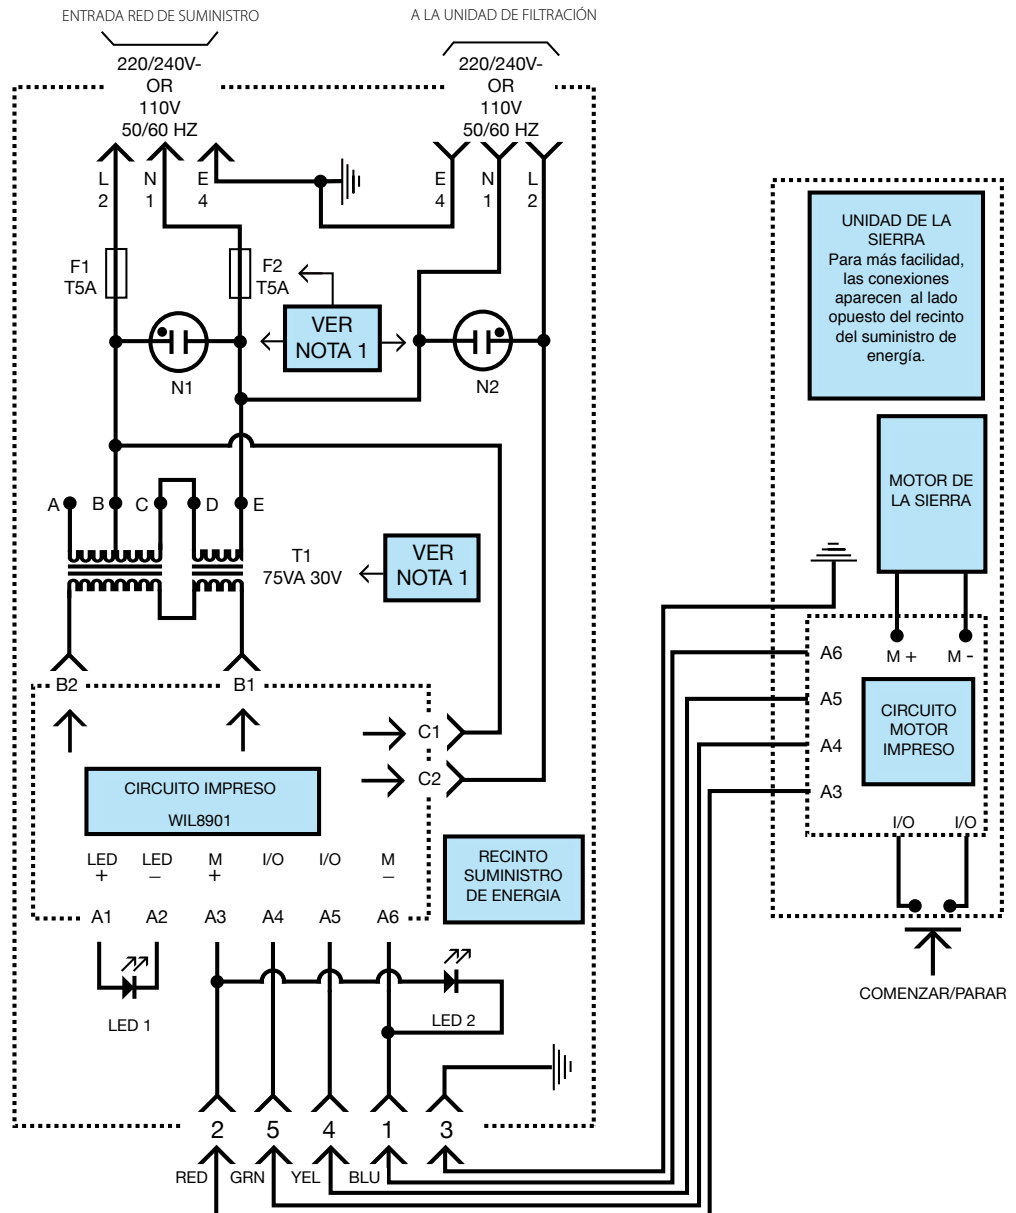 ENTRADA RED DE SUMINISTRO
A LA UNIDAD DE FILTRACIÓN
220/240V-
OR
110V
50/60 HZ
220/240V-
OR
110V
50/60 HZ
L
2
N
1
E
4
E
4
N
1
L
2
F1
T5A
F2
T5A
VER
NOTA 1
N1
N2
A
B
C
D
E
T1
75VA 30V
VER
NOTA 1
B2
B1
C1
C2
CIRCUITO IMPRESO
WIL8901
LED
+
LED
–
M
+
I/O
I/O
M
–
A1
A2
A3
A4
A5
A6
RECINTO
SUMINISTRO
DE ENERGIA
LED 1
LED 2
2
5
4
1
3
RED
GRN
YEL
BLU
UNIDAD DE LA
SIERRA
Para más facilidad,
las conexiones
aparecen al lado
opuesto del recinto
del suministro de
energía.
MOTOR DE
LA SIERRA
M +
M -
A6
A5
A4
A3
CIRCUITO
MOTOR
IMPRESO
I/O
I/O
COMENZAR/PARAR